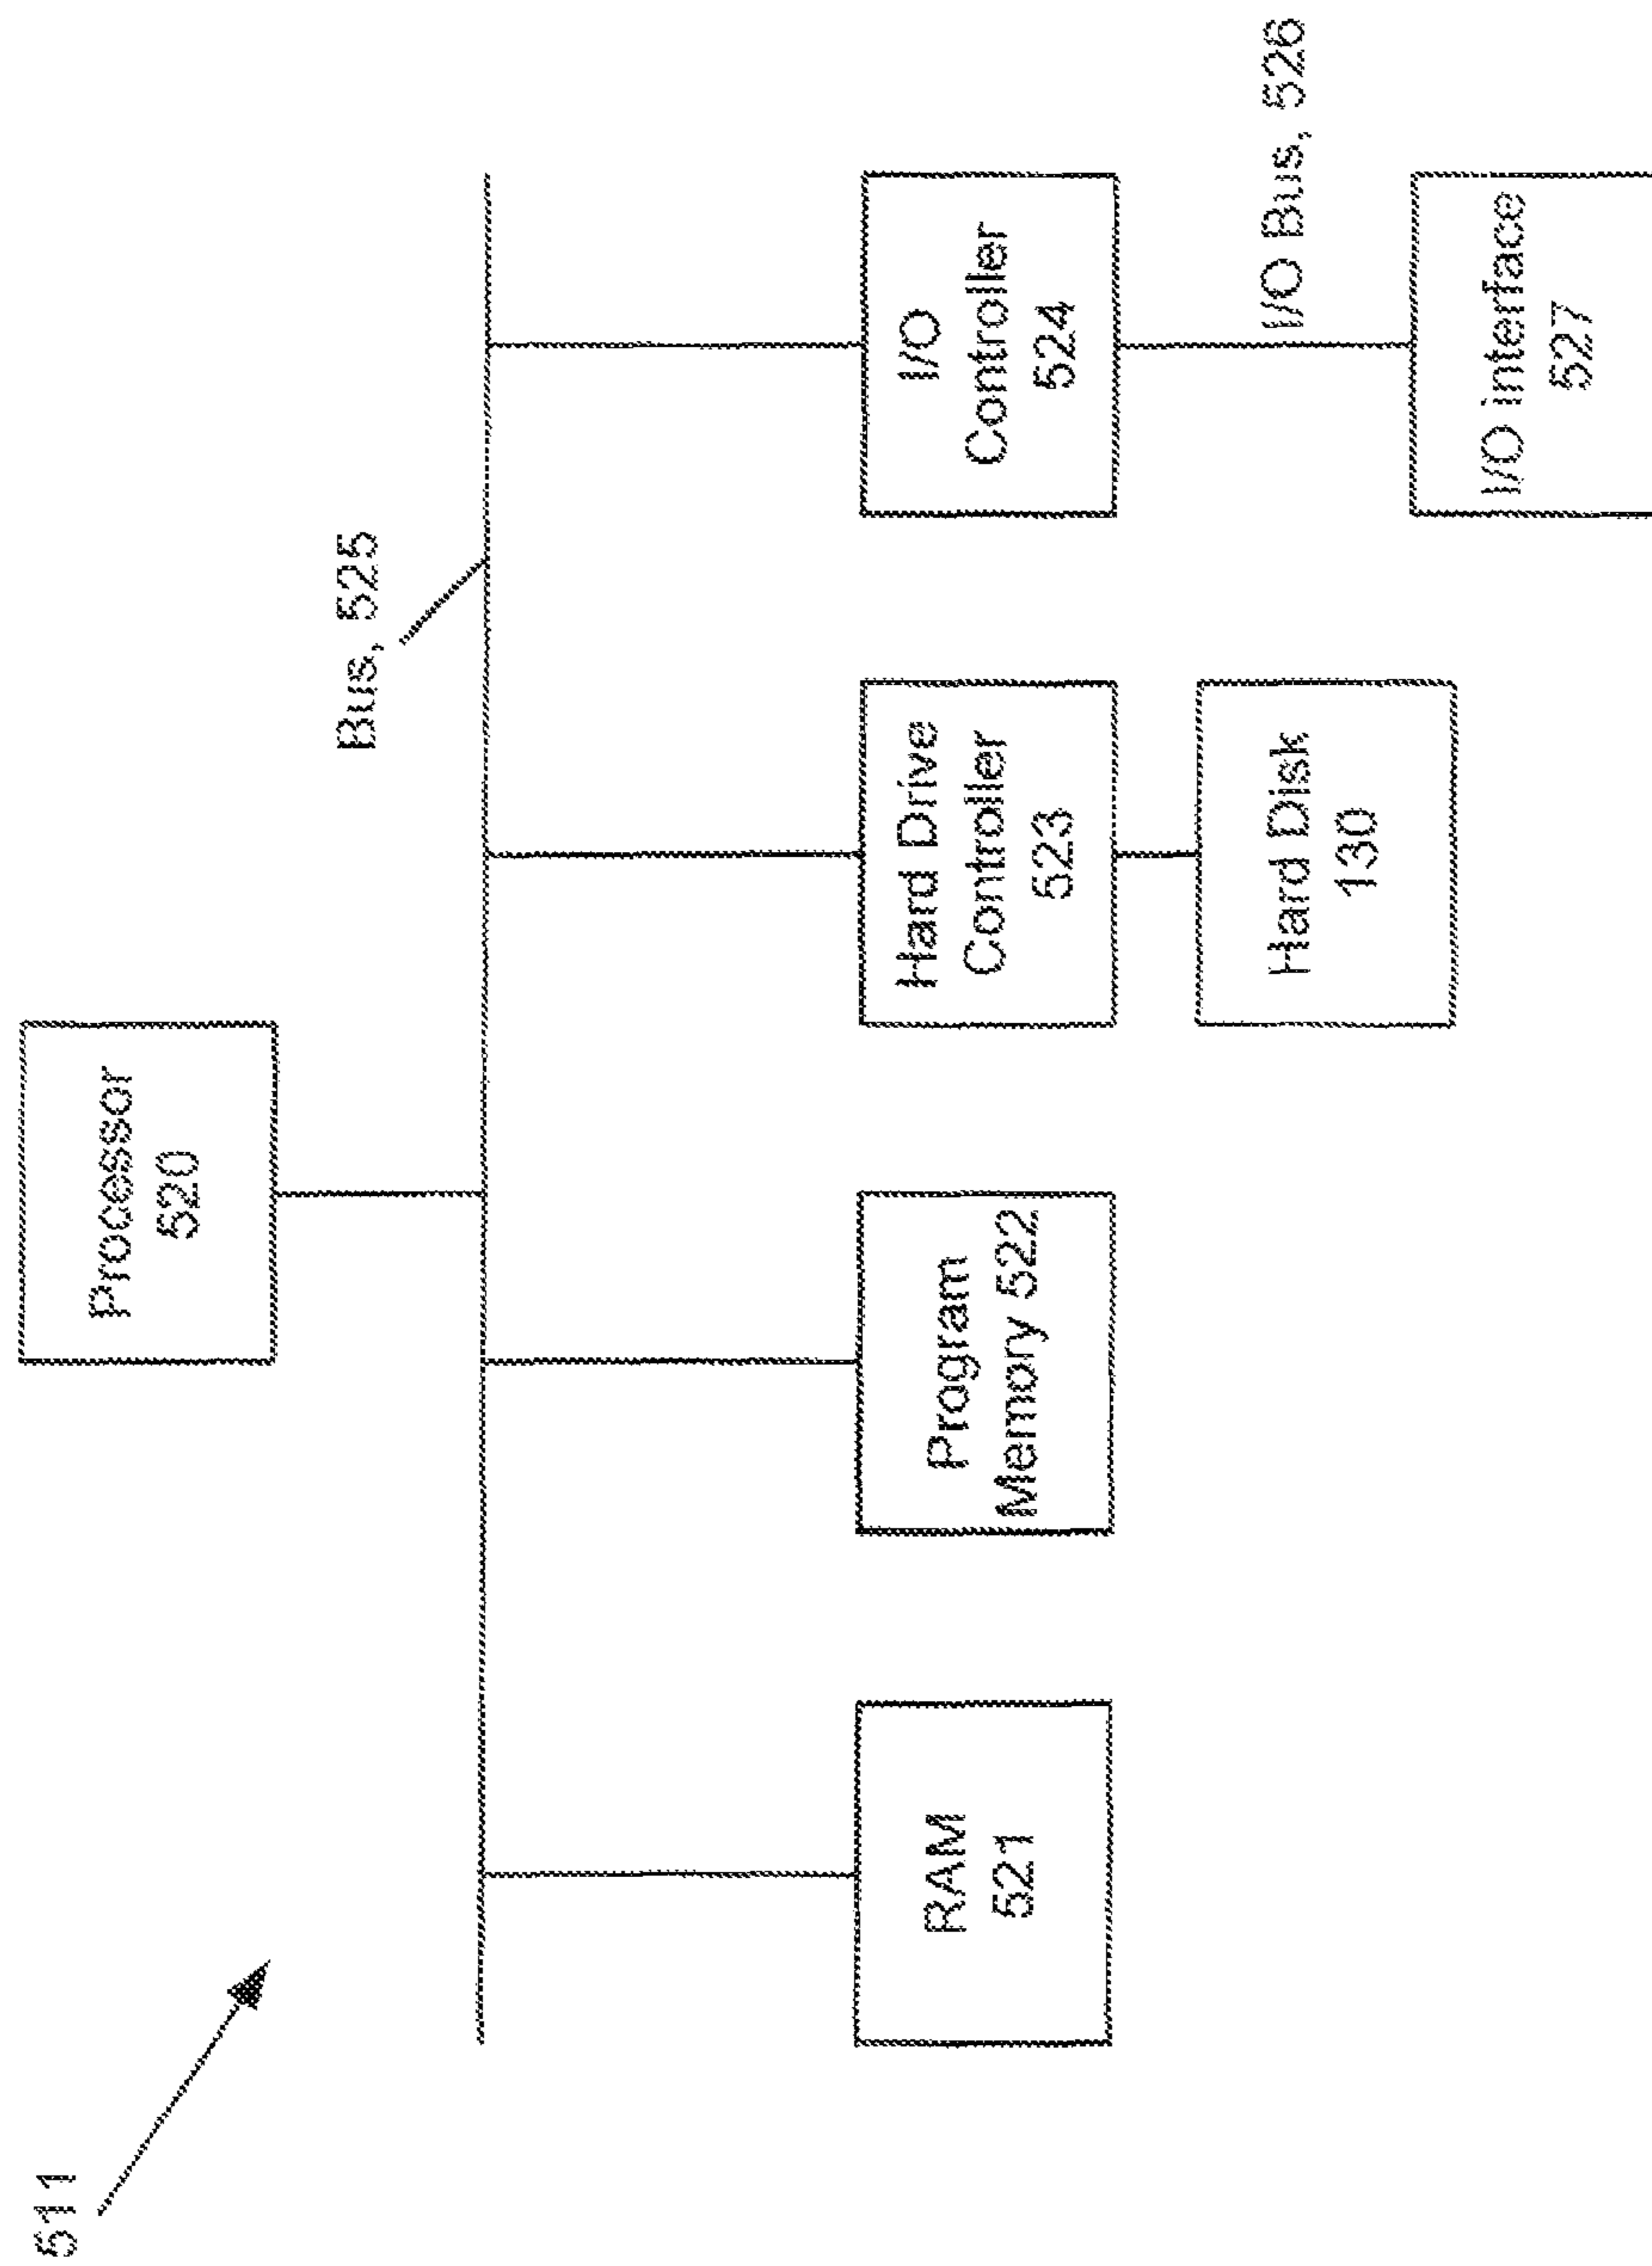 511
Processor
520
Bus, 525
RAM
521
Program
Memory 522
Hard Drive
Controller
523
I/O
Controller
524
Hard Disk
130
I/O Bus, 526
I/O interface
527